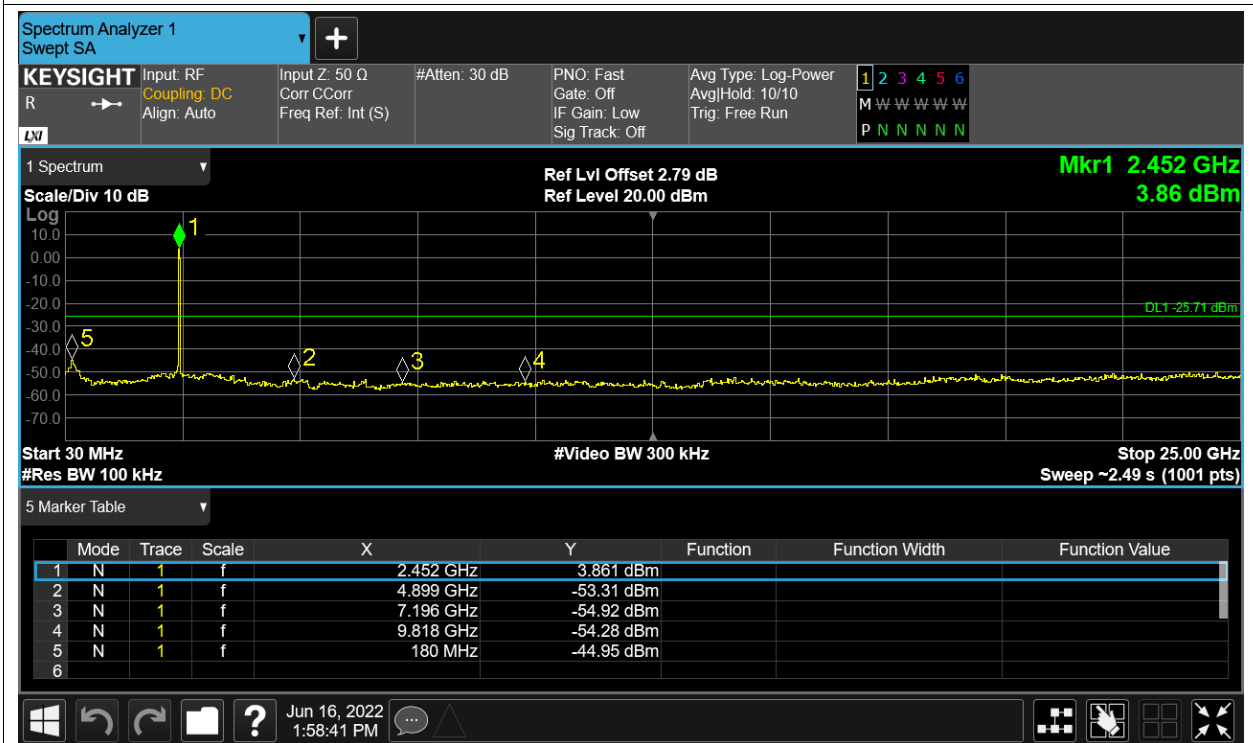 Spectrum Analyzer 1
Swept SA
KEYSIGHT
R
LXI
Input: RF
Coupling: DC
Align: Auto
Input Z: 50 Ω
Corr CCorr
Freq Ref: Int (S)
#Atten: 30 dB
PNO: Fast
Gate: Off
IF Gain: Low
Sig Track: Off
Avg Type: Log-Power
Avg|Hold: 10/10
Trig: Free Run
1 2 3 4 5 6
M W W W W W
P N N N N N
1 Spectrum
Scale/Div 10 dB
Ref Lvl Offset 2.79 dB
Ref Level 20.00 dBm
Mkr1 2.452 GHz
3.86 dBm
Log
10.0
0.00
-10.0
-20.0
-30.0
-40.0
-50.0
-60.0
-70.0
1
5
2
3
4
DL1 -25.71 dBm
Start 30 MHz
#Res BW 100 kHz
#Video BW 300 kHz
Stop 25.00 GHz
Sweep ~2.49 s (1001 pts)
5 Marker Table
Mode Trace Scale X Y Function Function Width Function Value
1 N 1 f 2.452 GHz 3.861 dBm
2 N 1 f 4.899 GHz -53.31 dBm
3 N 1 f 7.196 GHz -54.92 dBm
4 N 1 f 9.818 GHz -54.28 dBm
5 N 1 f 180 MHz -44.95 dBm
6
?
Jun 16, 2022
1:58:41 PM